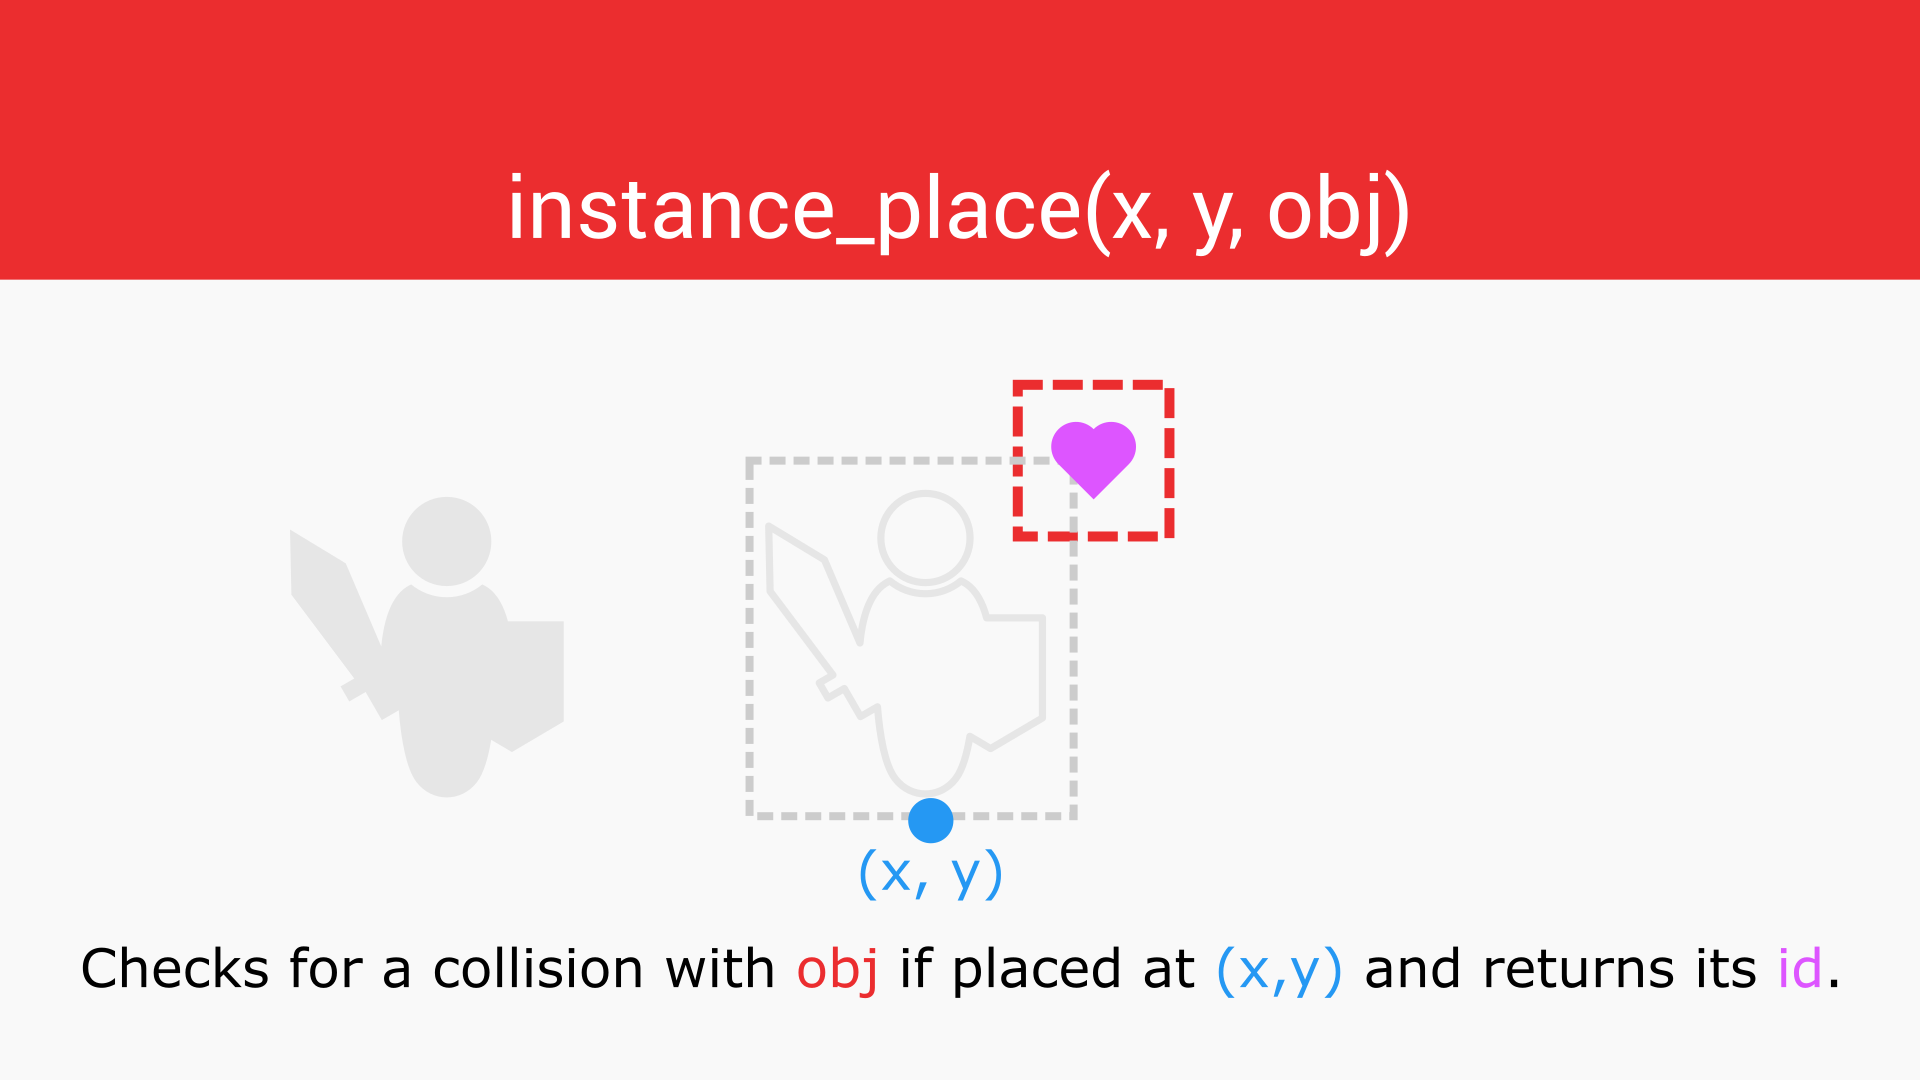 instance_place(x, y, obj)
(x, y)
Checks for a collision with obj if placed at (x,y) and returns its id.